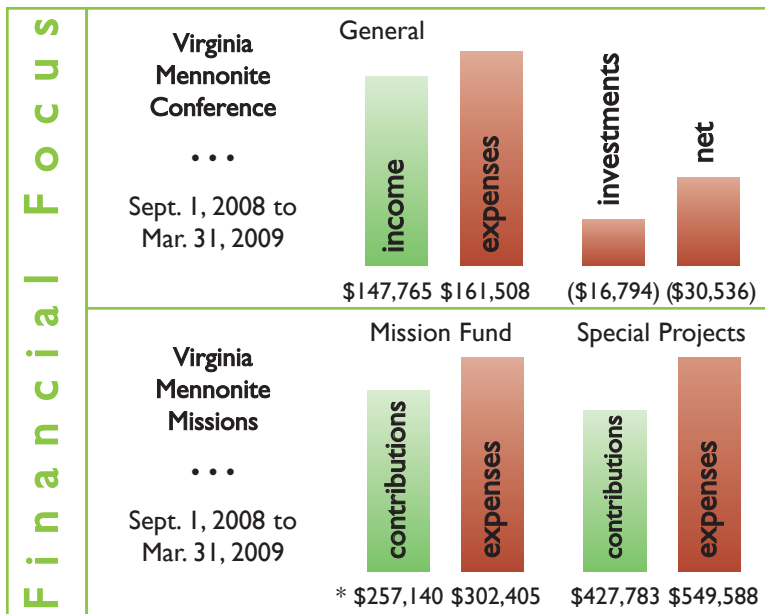 Financial Focus
Virginia
Mennonite
Conference
• • •
Sept. 1, 2008 to
Mar. 31, 2009
General
income
expenses
investments
net
$147,765 $161,508 ($16,794) ($30,536)
Virginia
Mennonite
Missions
• • •
Sept. 1, 2008 to
Mar. 31, 2009
Mission Fund
contributions
expenses
* $257,140 $302,405
Special Projects
contributions
expenses
$427,783 $549,588